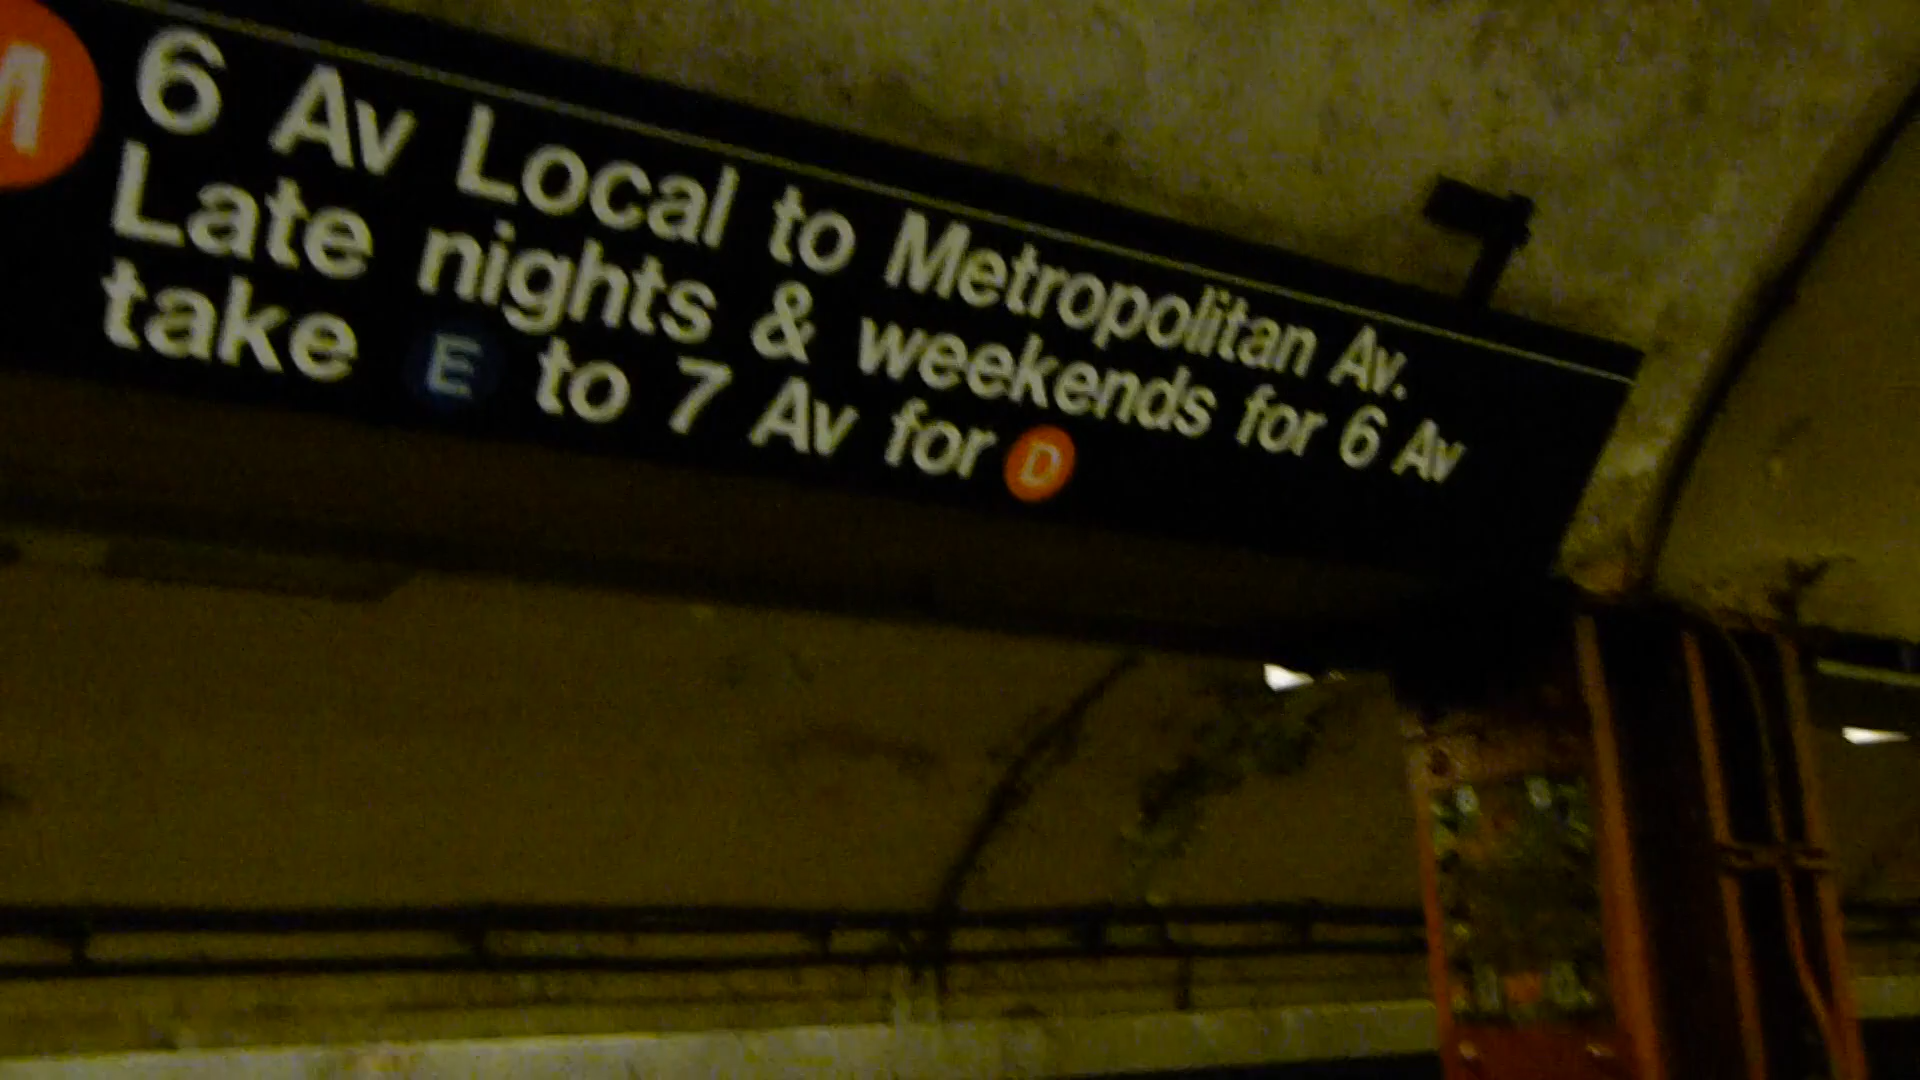 M 6 Av Local to Metropolitan Av.
Late nights & weekends for 6 Av
take E to 7 Av for D